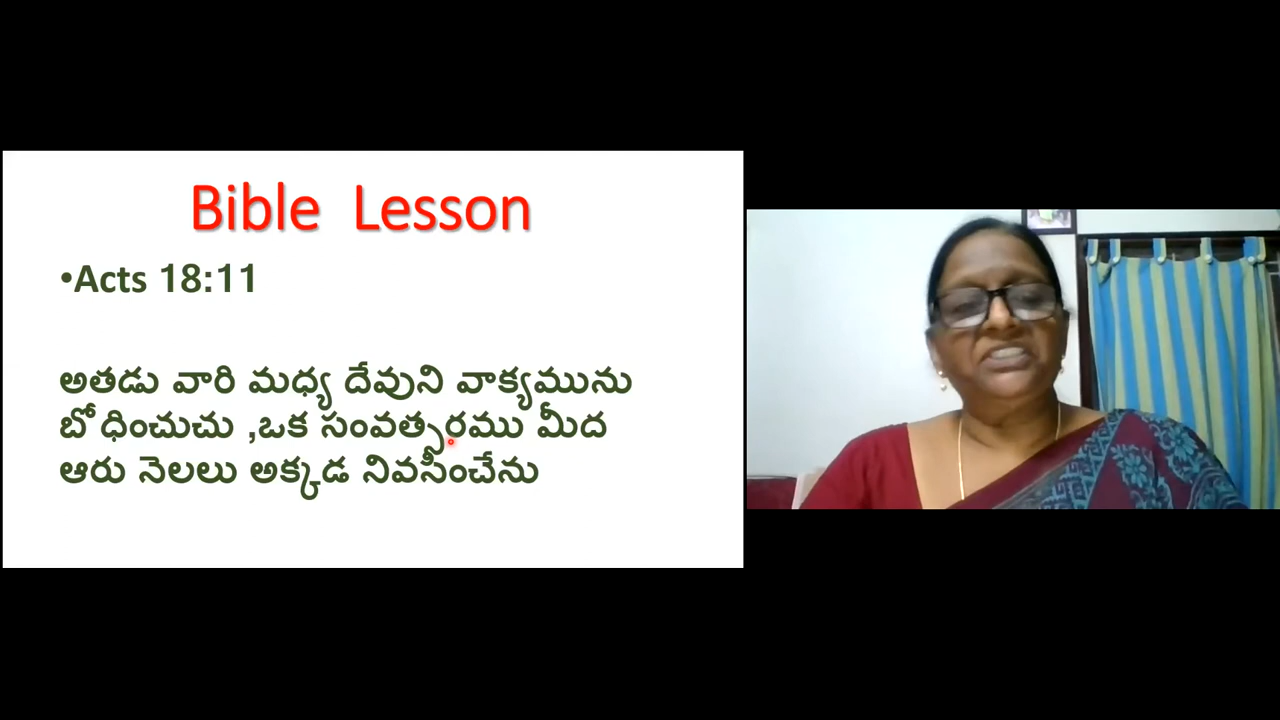 Bible Lesson
•Acts 18:11
అతడు వారి మధ్య దేవుని వాక్యమును
బోధించుచు ,ఒక సంవత్సరము మీద
ఆరు నెలలు అక్కడ నివసించేను